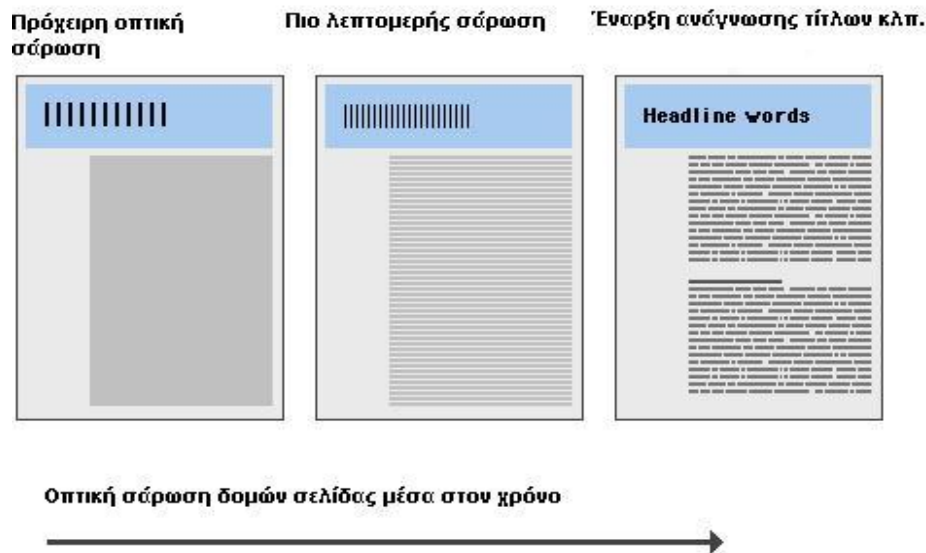 Πρόχειρη οπτική
σάρωση
Πιο λεπτομερής σάρωση
Έναρξη ανάγνωσης τίτλων κλπ.
Headline words
Οπτική σάρωση δομών σελίδας μέσα στον χρόνο